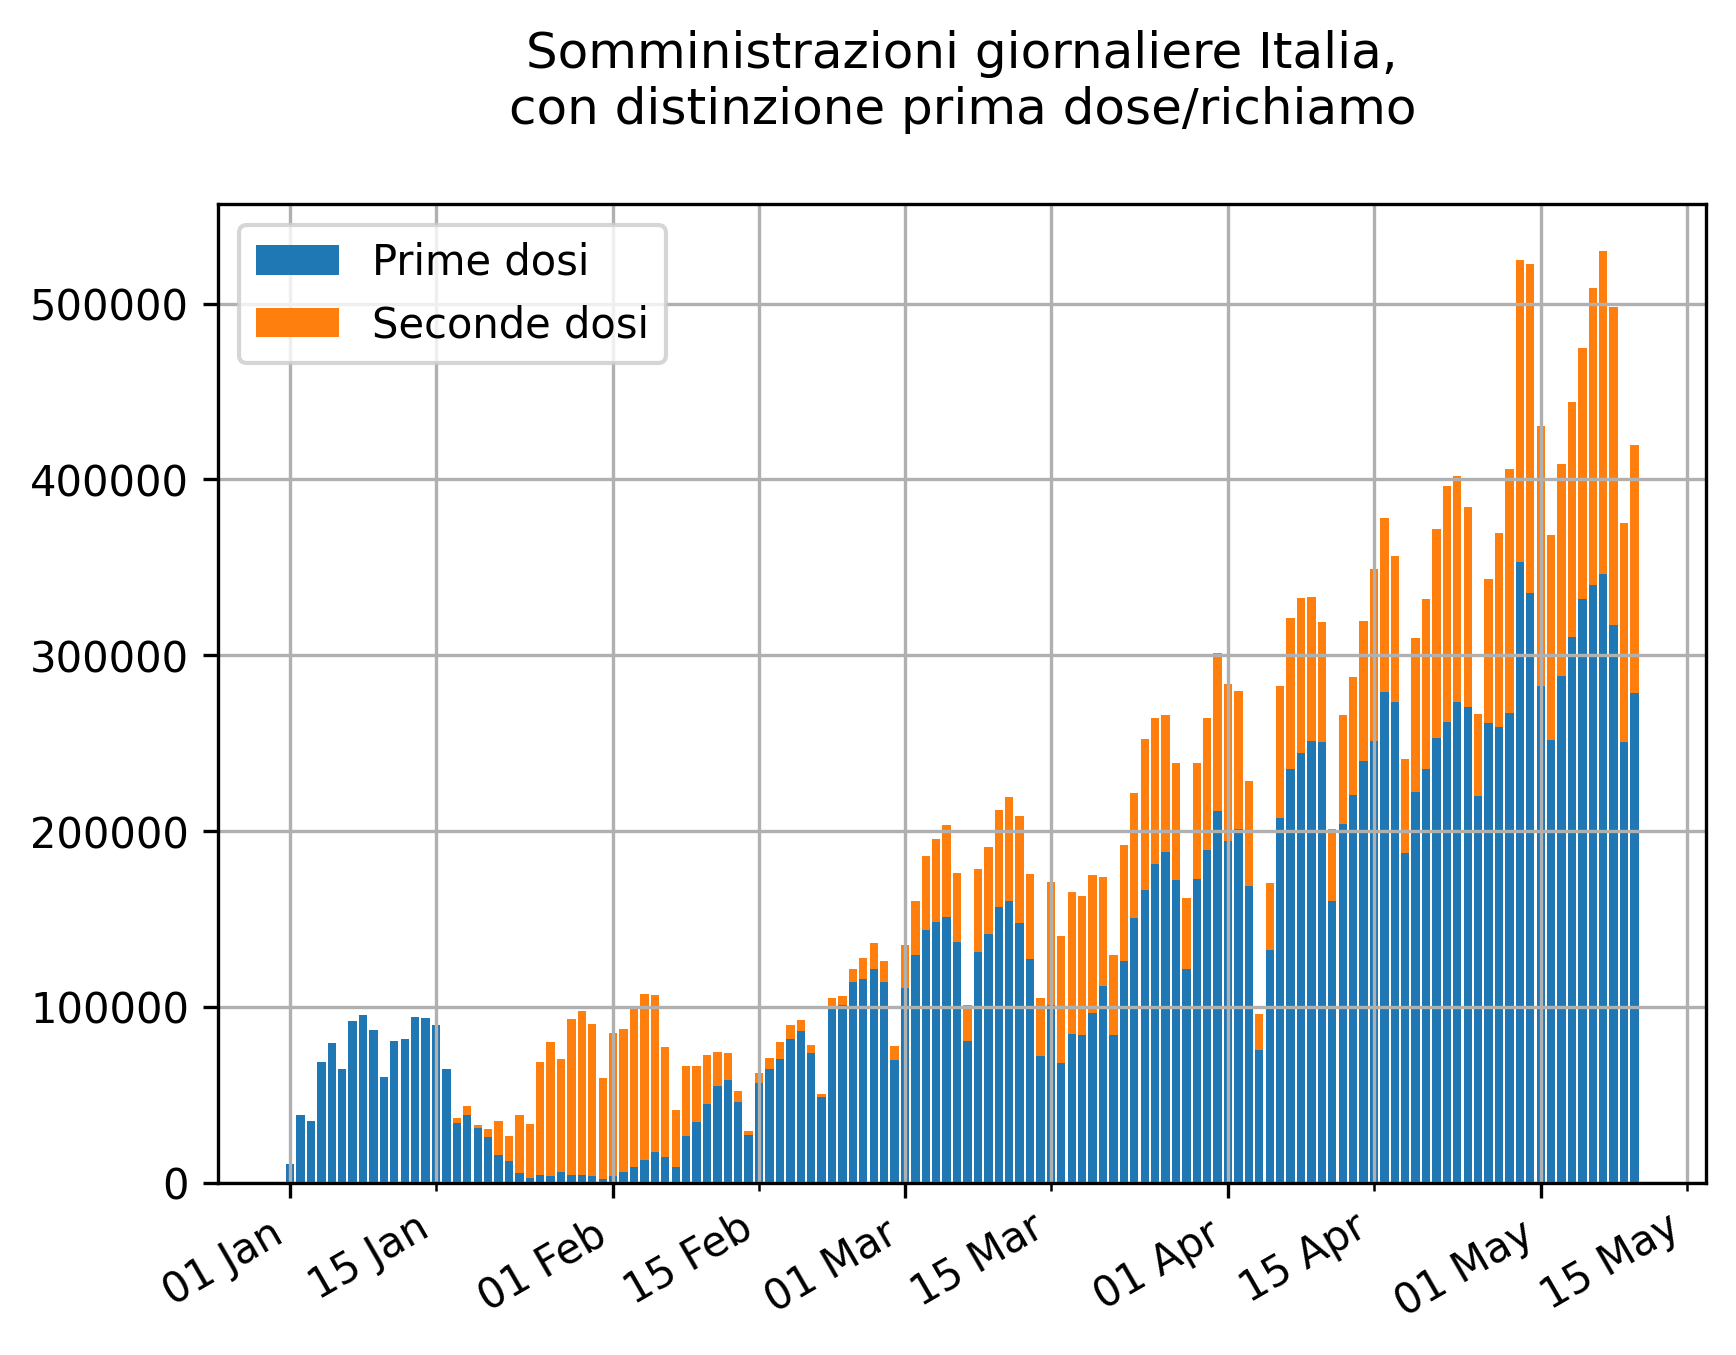 Somministrazioni giornaliere Italia,
con distinzione prima dose/richiamo
Prime dosi
Seconde dosi
500000
400000
300000
200000
100000
0
01 Jan
15 Jan
01 Feb
15 Feb
01 Mar
15 Mar
01 Apr
15 Apr
01 May
15 May